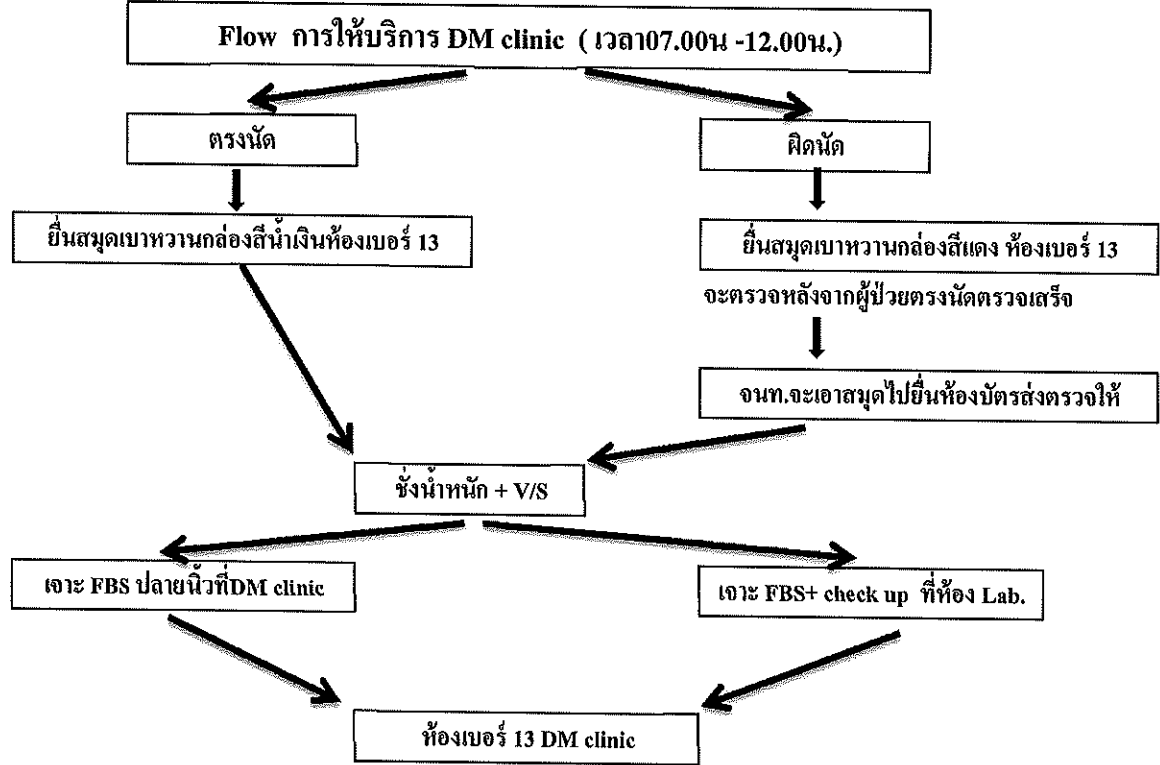 Flow การให้บริการ DM clinic ( เวลา07.00น -12.00น.)
ตรงนัด
ผิดนัด
ยื่นสมุดเบาหวานกล่องสีน้ำเงินห้องเบอร์ 13
ยื่นสมุดเบาหวานกล่องสีแดง ห้องเบอร์ 13
จะตรวจหลังจากผู้ป่วยตรงนัดตรวจเสร็จ
จนท.จะเอาสมุดไปยื่นห้องบัตรส่งตรวจให้
ชั่งน้ำหนัก + V/S
เจาะ FBS ปลายนิ้วที่DM clinic
เจาะ FBS+ check up ที่ห้อง Lab.
ห้องเบอร์ 13 DM clinic